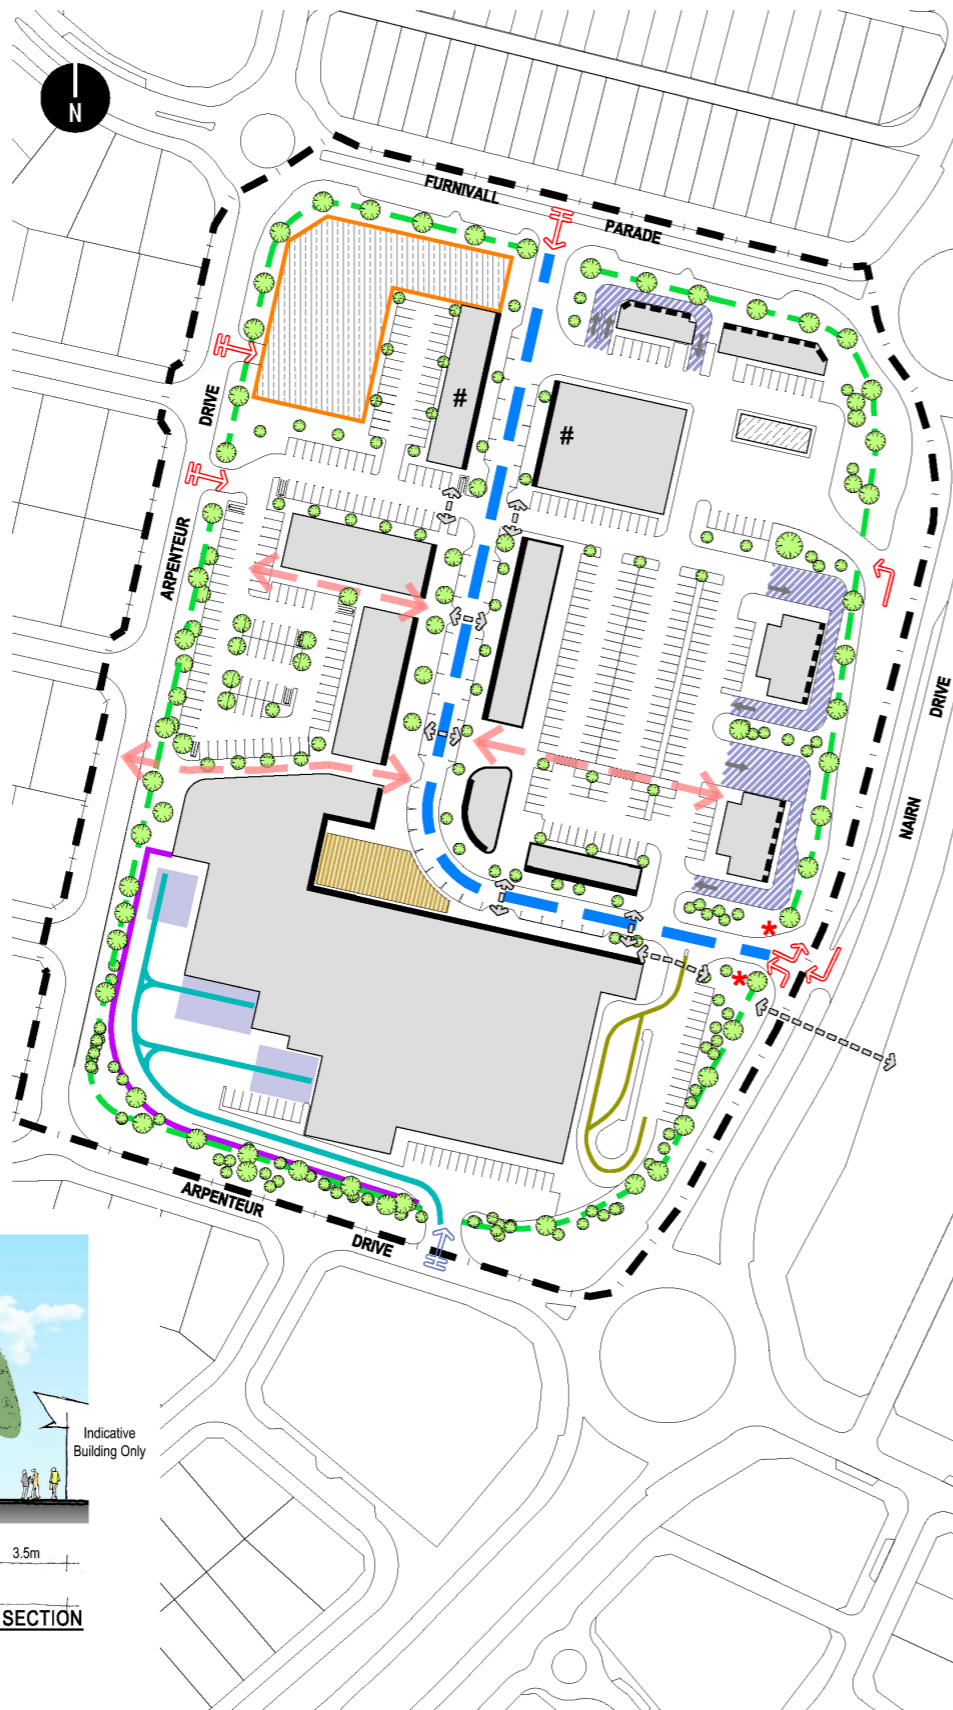 N
FURNIVALL
PARADE
DRIVE
#
#
ARPENTEUR
DRIVE
NAIRN
*
*
ARPENTEUR
DRIVE
Indicative
Building Only
3.5m
SECTION